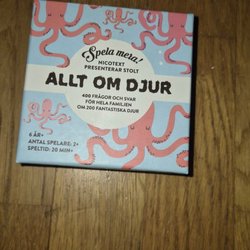 Spela mera!
NICOTEXT
PRESENTERAR STOLT
ALLT OM DJUR
400 FRÅGOR OCH SVAR
FÖR HELA FAMILJEN
OM 200 FANTASTISKA DJUR
6 ÅR+
ANTAL SPELARE: 2+
SPELTID: 20 MIN+